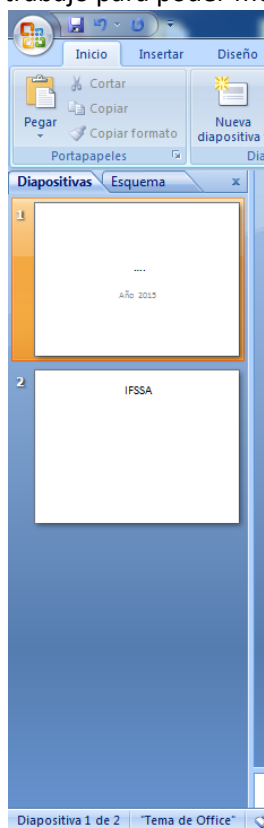 trabajo para poder
Inicio Insertar Diseño
Cortar
Copiar
Copiar formato
Pegar
Nueva
diapositiva
Portapapeles
Diapositivas Esquema x
1
....
Año 2015
2
IFSSA
Diapositiva 1 de 2 "Tema de Office"